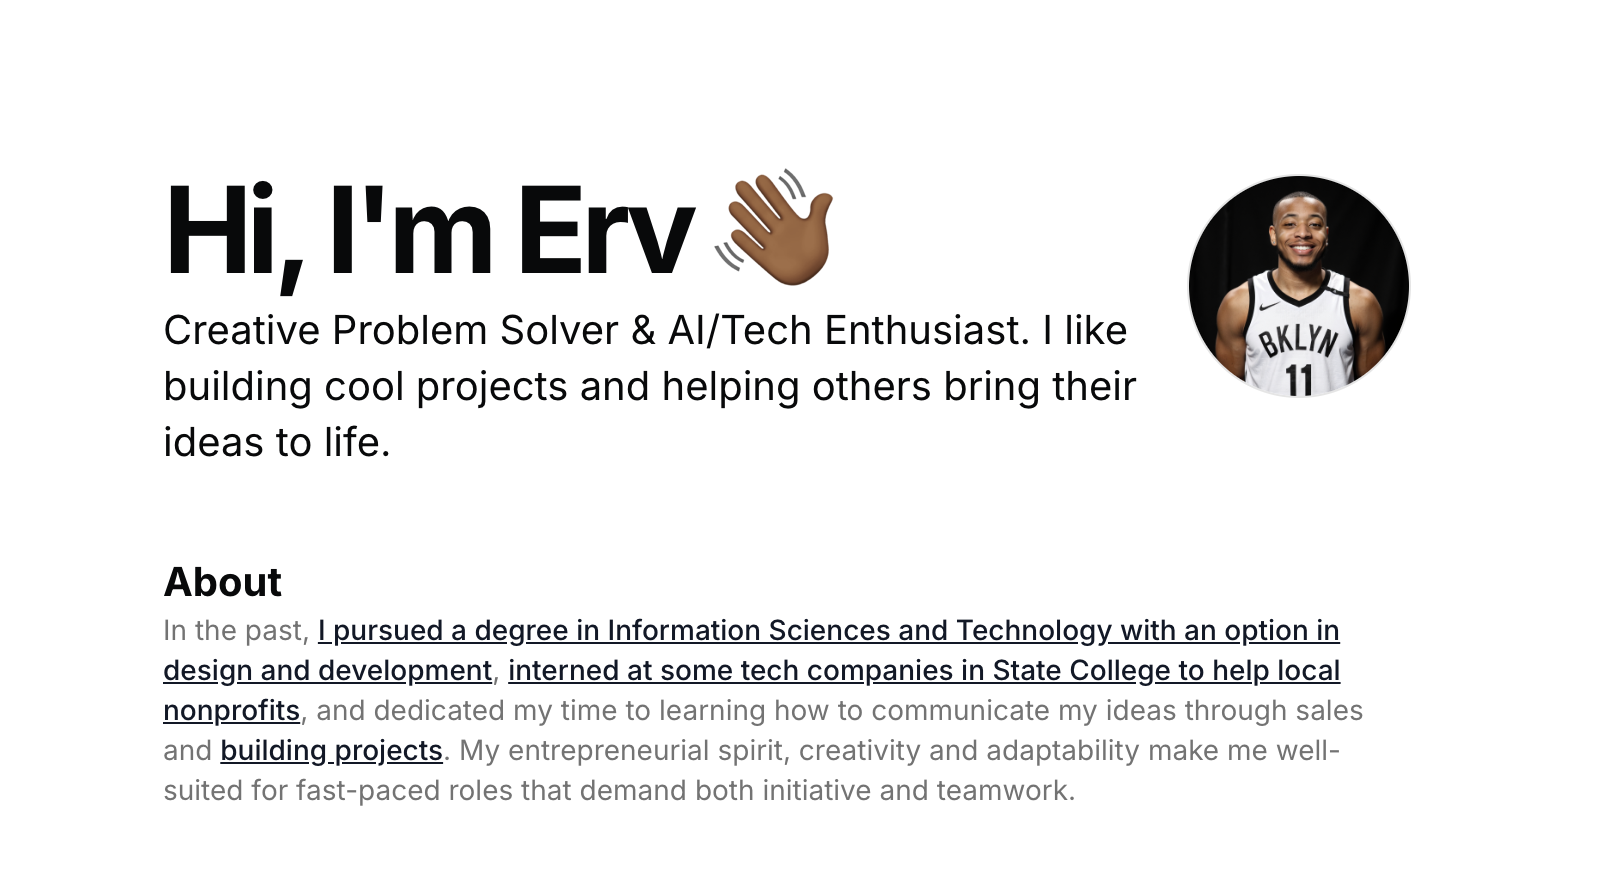 Hi, I'm Erv 👋🏾
Creative Problem Solver & AI/Tech Enthusiast. I like
building cool projects and helping others bring their
ideas to life.
BKLYN
11
About
In the past, I pursued a degree in Information Sciences and Technology with an option in
design and development, interned at some tech companies in State College to help local
nonprofits, and dedicated my time to learning how to communicate my ideas through sales
and building projects. My entrepreneurial spirit, creativity and adaptability make me well-
suited for fast-paced roles that demand both initiative and teamwork.